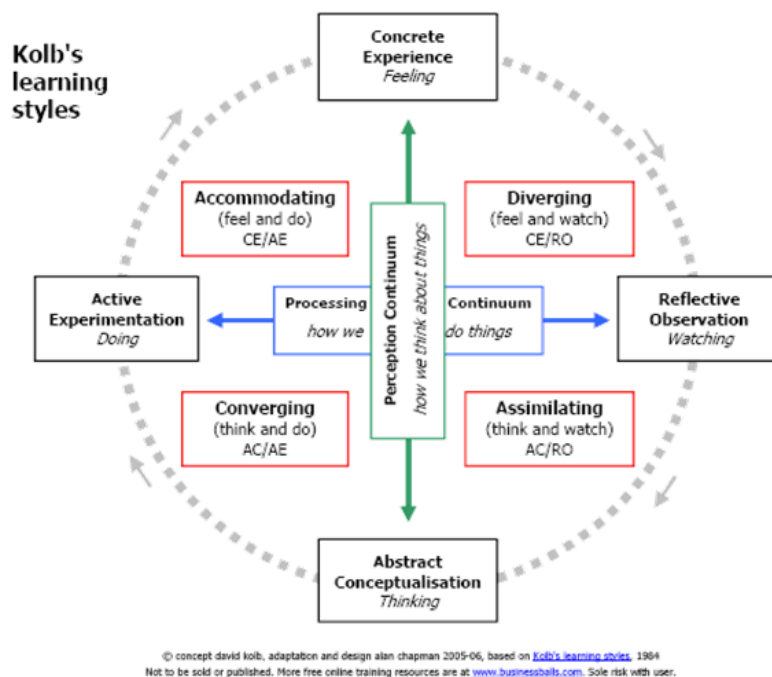 Kolb's
learning
styles
Concrete
Experience
Feeling
Accommodating
(feel and do)
CE/AE
Diverging
(feel and watch)
CE/RO
Perception Continuum
how we think about things
Active
Experimentation
Doing
Processing Continuum
how we do things
Reflective
Observation
Watching
Converging
(think and do)
AC/AE
Assimilating
(think and watch)
AC/RO
Abstract
Conceptualisation
Thinking
© concept david kolb, adaptation and design alan chapman 2005-06, based on Kolb's learning styles, 1984
Not to be sold or published. More free online training resources are at www.businessballs.com. Sole risk with user.